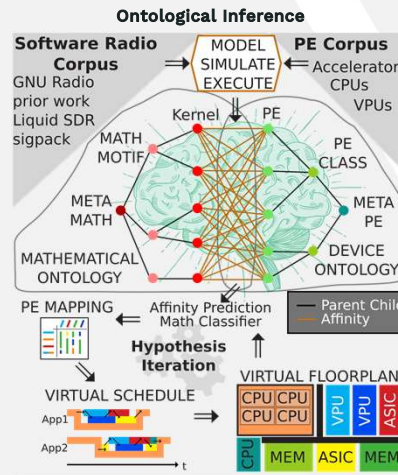 Ontological Inference
Software Radio
Corpus
GNU Radio
prior work
Liquid SDR
sigpack
MODEL
SIMULATE
EXECUTE
PE Corpus
Accelerator
CPUs
VPUs
Kernel
PE
MATH
MOTIF
PE
CLASS
META
MATH
META
PE
MATHEMATICAL
ONTOLOGY
DEVICE
ONTOLOGY
PE MAPPING
Affinity Prediction
Math Classifier
Parent Chile
Affinity
Hypothesis
Iteration
VIRTUAL SCHEDULE
App1
App2
t
VIRTUAL FLOORPLAN
CPU CPU
CPU CPU
VPU
VPU
ASIC
CPU
MEM
ASIC
MEM